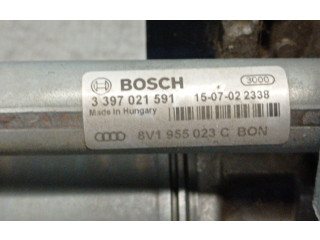 BOSCH 3000
3 397 021 591 15-07-02 2338
Made in Hungary
8V1 955 023 C BON